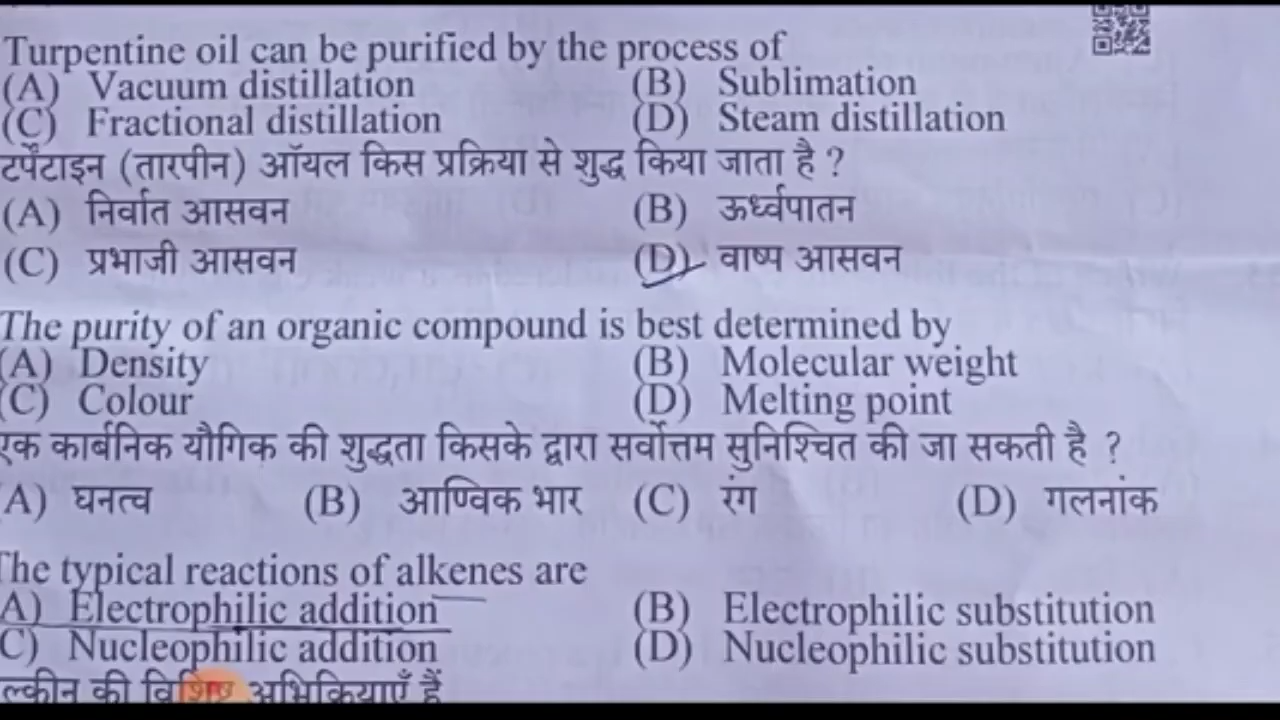 Turpentine oil can be purified by the process of
(A) Vacuum distillation (B) Sublimation
(C) Fractional distillation (D) Steam distillation
टर्पेंटाइन (तारपीन) ऑयल किस प्रक्रिया से शुद्ध किया जाता है ?
(A) निर्वात आसवन (B) ऊर्ध्वपातन
(C) प्रभाजी आसवन (D) वाष्प आसवन
The purity of an organic compound is best determined by
(A) Density (B) Molecular weight
(C) Colour (D) Melting point
एक कार्बनिक यौगिक की शुद्धता किसके द्वारा सर्वोत्तम सुनिश्चित की जा सकती है ?
A) घनत्व (B) आण्विक भार (C) रंग (D) गलनांक
The typical reactions of alkenes are
A) Electrophilic addition (B) Electrophilic substitution
C) Nucleophilic addition (D) Nucleophilic substitution
ल्कीन की विशिष्ट अभिक्रियाएँ हैं